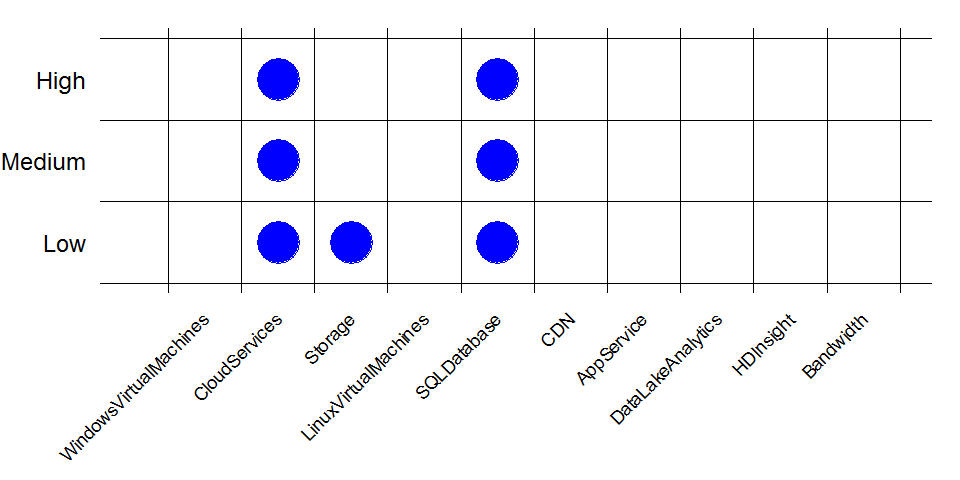 High
Medium
Low
WindowsVirtualMachines
CloudServices
Storage
LinuxVirtualMachines
SQLDatabase
CDN
AppService
DataLakeAnalytics
HDInsight
Bandwidth